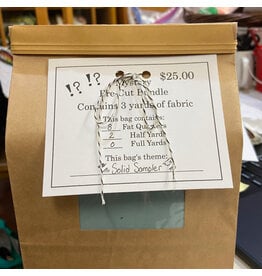 !? !? $25.00
Mystery
Pre-Cut Bundle
Contains 3 yards of fabric
This bag contains:
8 Fat Quarters
2 Half Yards
0 Full Yards
This bag's theme:
Solid Sampler